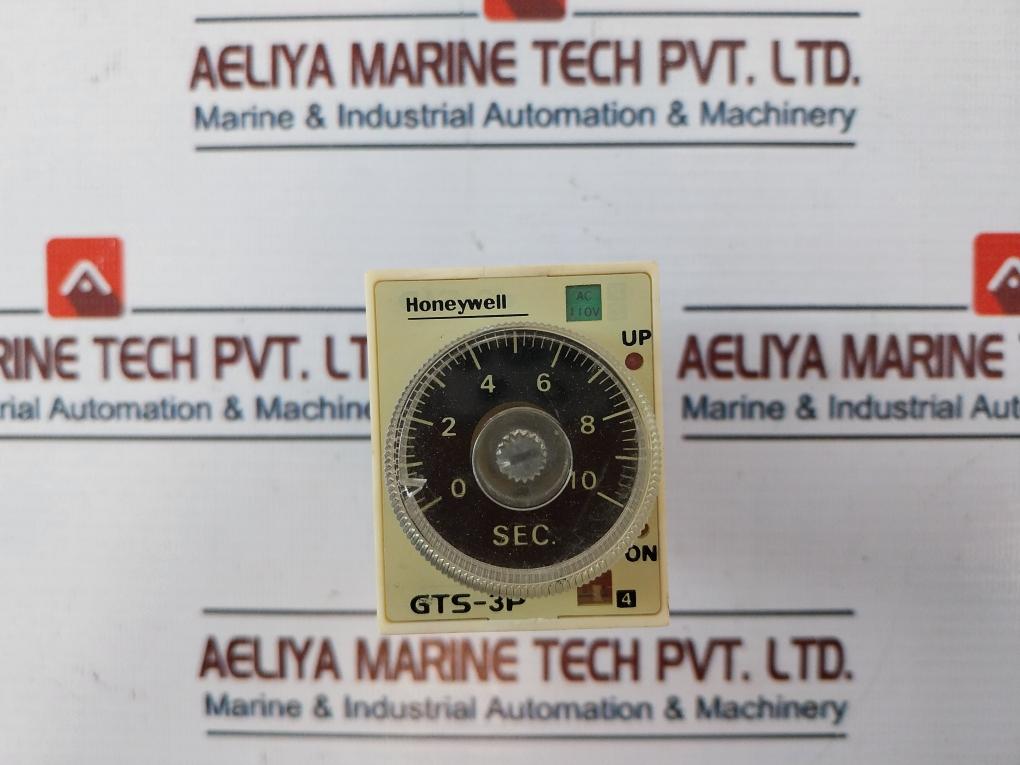 AELIYA MARINE TECH PVT. LTD.
Marine & Industrial Automation & Machinery
Honeywell
AC
110V
UP
RINE TECH PVT. LT
rial Automation & Machine
AELIYA MARINE T
Marine & Industrial Aut
4 6
2 8
0 10
SEC.
ON
GTS-3P
4
AELIYA MARINE TECH PVT. LTD.
Marine & Industrial Automation & Machinery